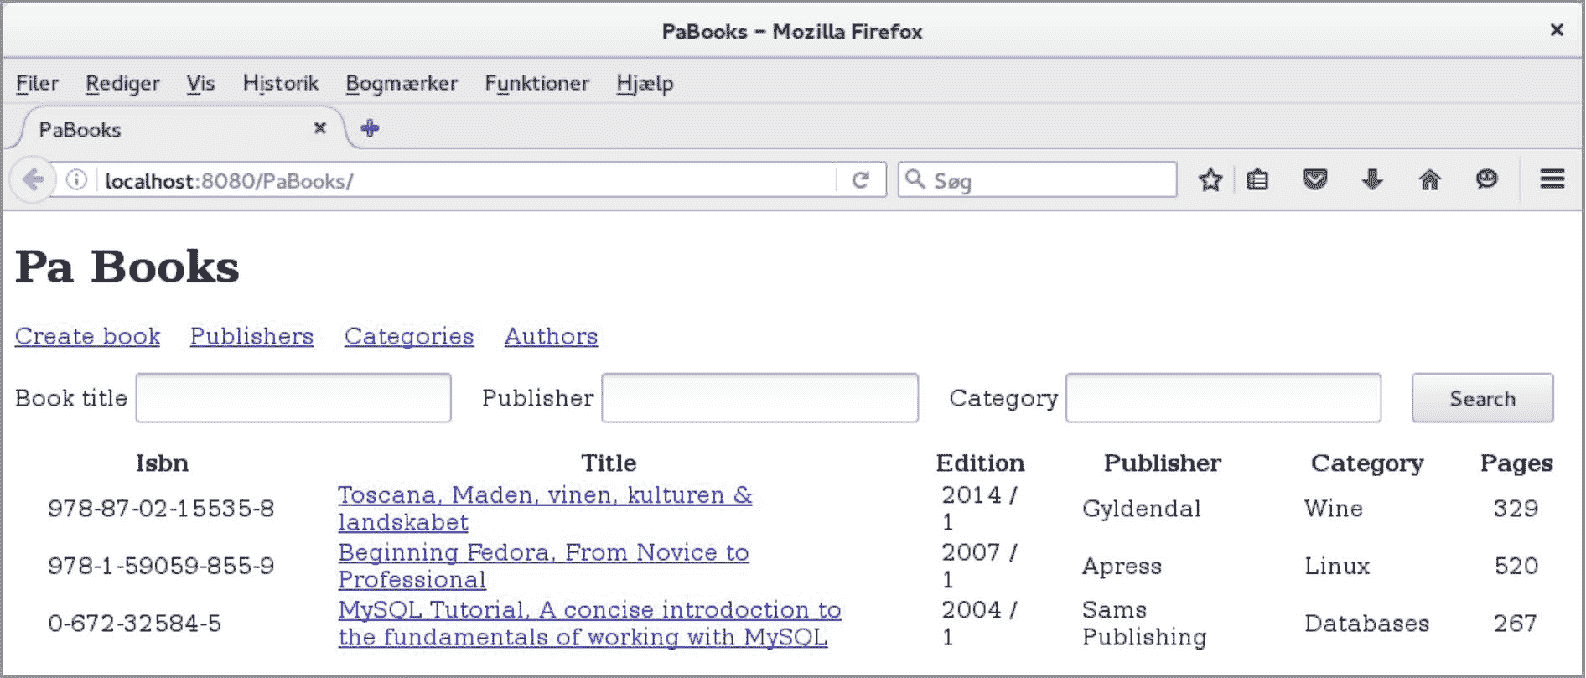 PaBooks – Mozilla Firefox
Filer Rediger Vis Historik Bogmærker Funktioner Hjælp
PaBooks
localhost:8080/PaBooks/ Søg
Pa Books
Create book Publishers Categories Authors
Book title Publisher Category Search
Isbn Title Edition Publisher Category Pages
978-87-02-15535-8 Toscana, Maden, vinen, kulturen & landskabet 2014 / 1 Gyldendal Wine 329
978-1-59059-855-9 Beginning Fedora, From Novice to Professional 2007 / 1 Apress Linux 520
0-672-32584-5 MySQL Tutorial, A concise introdoction to the fundamentals of working with MySQL 2004 / 1 Sams Publishing Databases 267